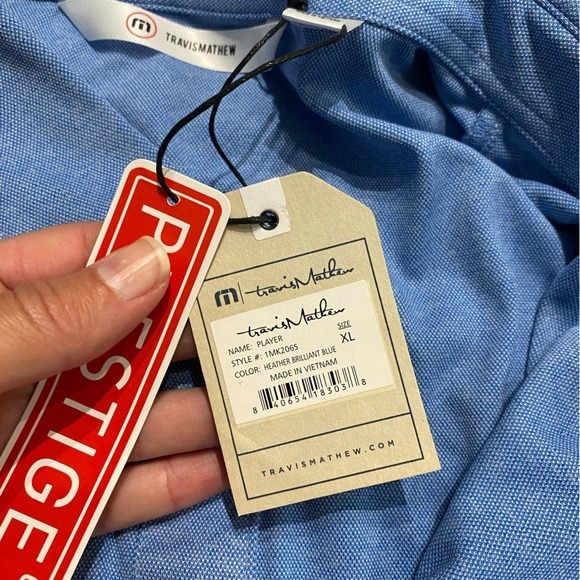 TRAVISMATHEW
PRESTIGE
travisMathew
travisMathew
NAME: PLAYER
STYLE #: 1MK206S
COLOR: HEATHER BRILLIANT BLUE
MADE IN VIETNAM
SIZE
XL
8 40654 18303 8
TRAVISMATHEW.COM